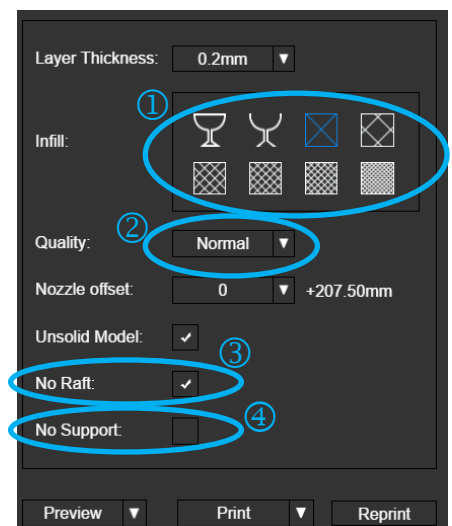 Layer Thickness: 0.2mm ▼
①
Infill:
②
Quality: Normal ▼
Nozzle offset: 0 ▼ +207.50mm
Unsolid Model: ✓
③
No Raft: ✓
④
No Support:
Preview ▼ Print ▼ Reprint